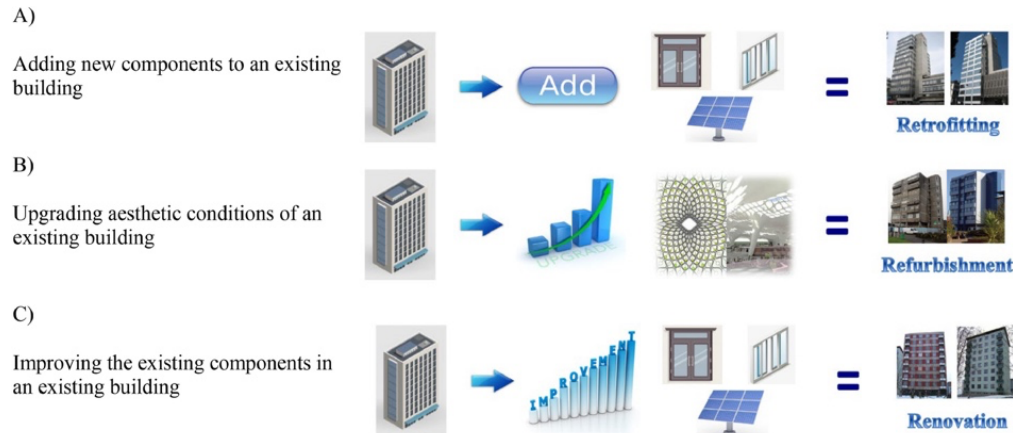 A)
Adding new components to an existing
building
Add
Retrofitting
B)
Upgrading aesthetic conditions of an
existing building
UPGRADE
Refurbishment
C)
Improving the existing components in
an existing building
IMPROVEMENT
Renovation